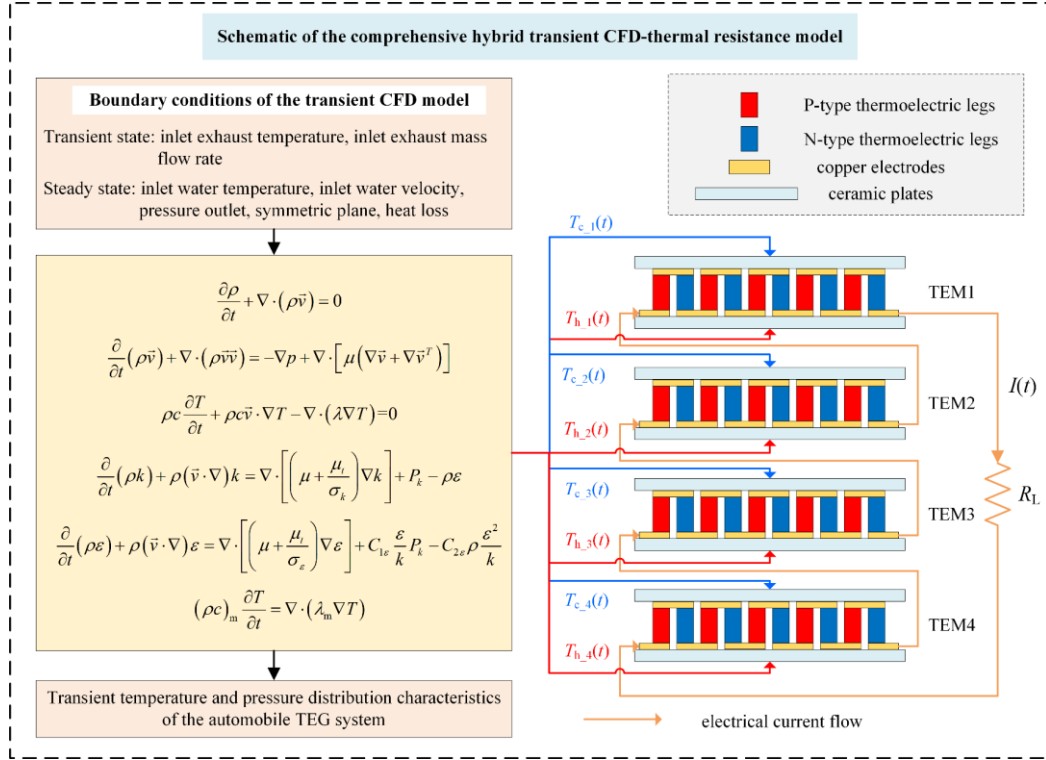 Schematic of the comprehensive hybrid transient CFD-thermal resistance model
Boundary conditions of the transient CFD model
Transient state: inlet exhaust temperature, inlet exhaust mass
flow rate
Steady state: inlet water temperature, inlet water velocity,
pressure outlet, symmetric plane, heat loss
∂ρ/∂t + ∇·(ρv⃗) = 0
∂/∂t(ρv⃗) + ∇·(ρv⃗v⃗) = −∇p + ∇·[μ(∇v⃗ + ∇v⃗^T)]
ρc ∂T/∂t + ρcv⃗·∇T − ∇·(λ∇T) = 0
∂/∂t(ρk) + ρ(v⃗·∇)k = ∇·[(μ + μ_t/σ_k)∇k] + P_k − ρε
∂/∂t(ρε) + ρ(v⃗·∇)ε = ∇·[(μ + μ_t/σ_ε)∇ε] + C_1ε ε/k P_k − C_2ε ρ ε²/k
(ρc)_m ∂T/∂t = ∇·(λ_m∇T)
Transient temperature and pressure distribution characteristics
of the automobile TEG system
P-type thermoelectric legs
N-type thermoelectric legs
copper electrodes
ceramic plates
T_c_1(t)
TEM1
T_h_1(t)
T_c_2(t)
TEM2
T_h_2(t)
T_c_3(t)
TEM3
T_h_3(t)
T_c_4(t)
TEM4
T_h_4(t)
I(t)
R_L
electrical current flow